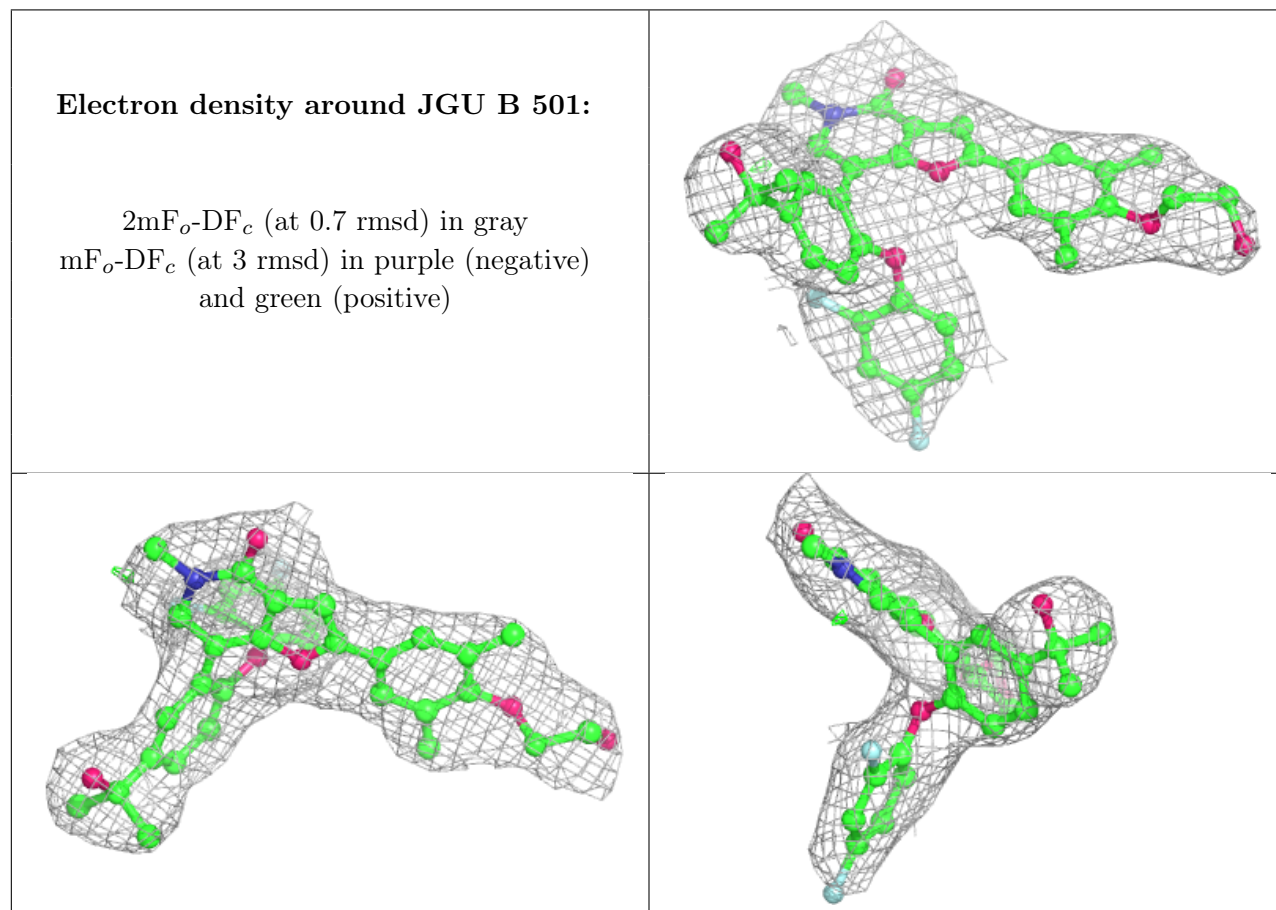 Electron density around JGU B 501:
2mFo-DFc (at 0.7 rmsd) in gray
mFo-DFc (at 3 rmsd) in purple (negative)
and green (positive)